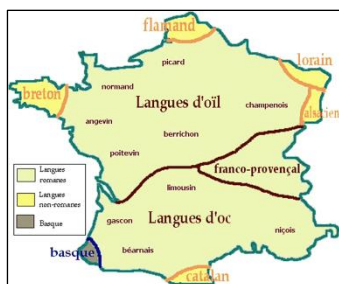 flamand
picard
lorain
normand
breton
Langues d'oïl
champenois
alsacien
angevin
berrichon
poitevin
franco-provençal
Langues
romanes
limousin
Langues
non-romanes
Langues d'oc
gascon
niçois
Basque
basque
béarnais
catalan